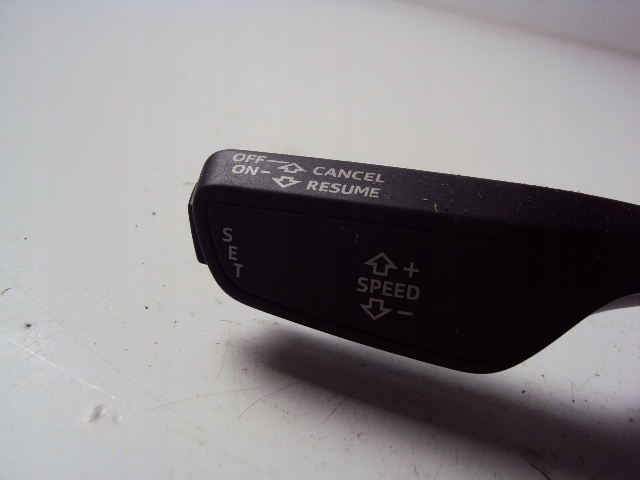 OFF CANCEL
ON RESUME
SET
SPEED + -